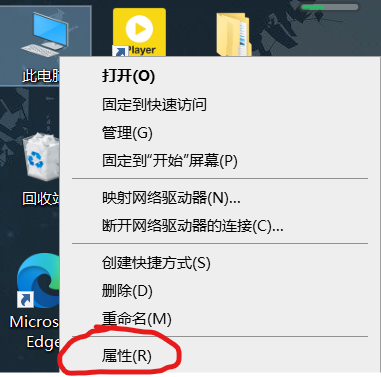 此电脑
Player
打开(O)
固定到快速访问
管理(G)
固定到“开始”屏幕(P)
回收站
映射网络驱动器(N)...
断开网络驱动器的连接(C)...
创建快捷方式(S)
删除(D)
重命名(M)
Microsoft
Edge
属性(R)